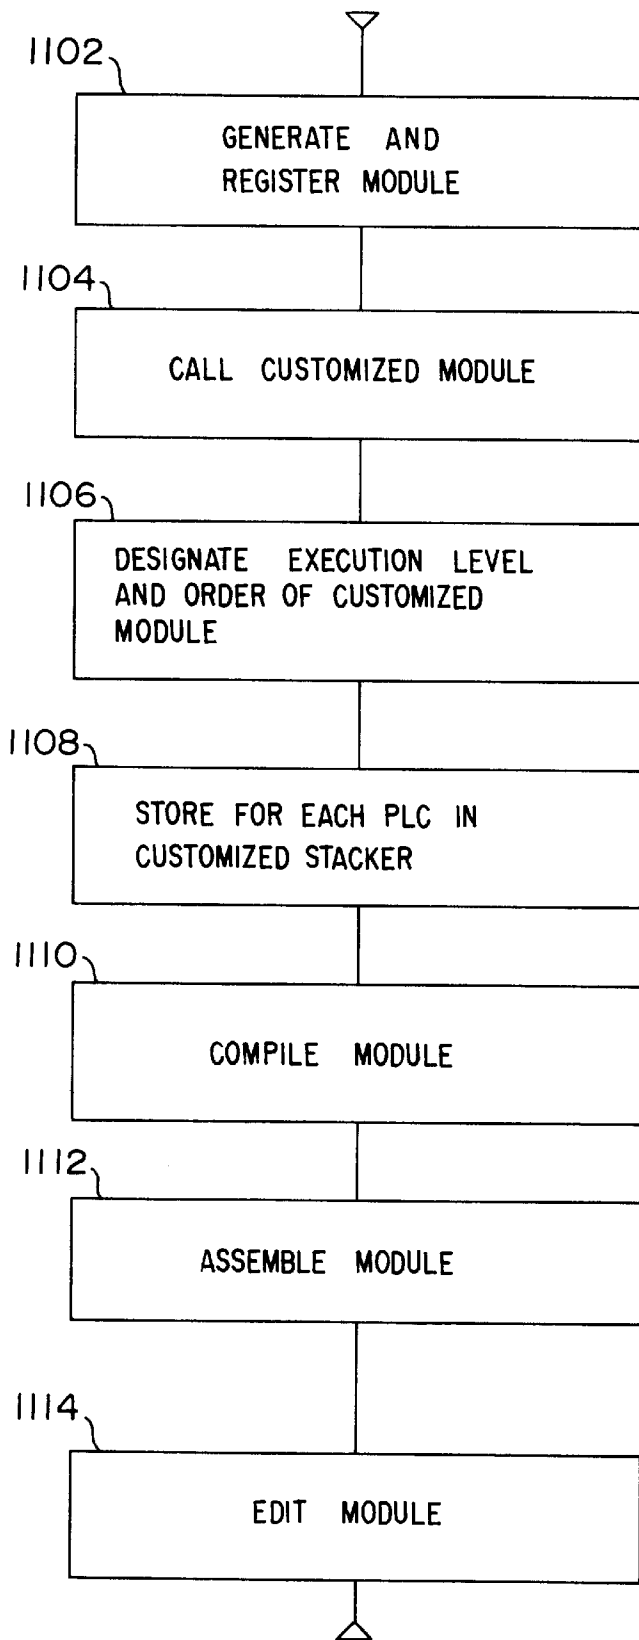 1102
GENERATE AND
REGISTER MODULE
1104
CALL CUSTOMIZED MODULE
1106
DESIGNATE EXECUTION LEVEL
AND ORDER OF CUSTOMIZED
MODULE
1108
STORE FOR EACH PLC IN
CUSTOMIZED STACKER
1110
COMPILE MODULE
1112
ASSEMBLE MODULE
1114
EDIT MODULE